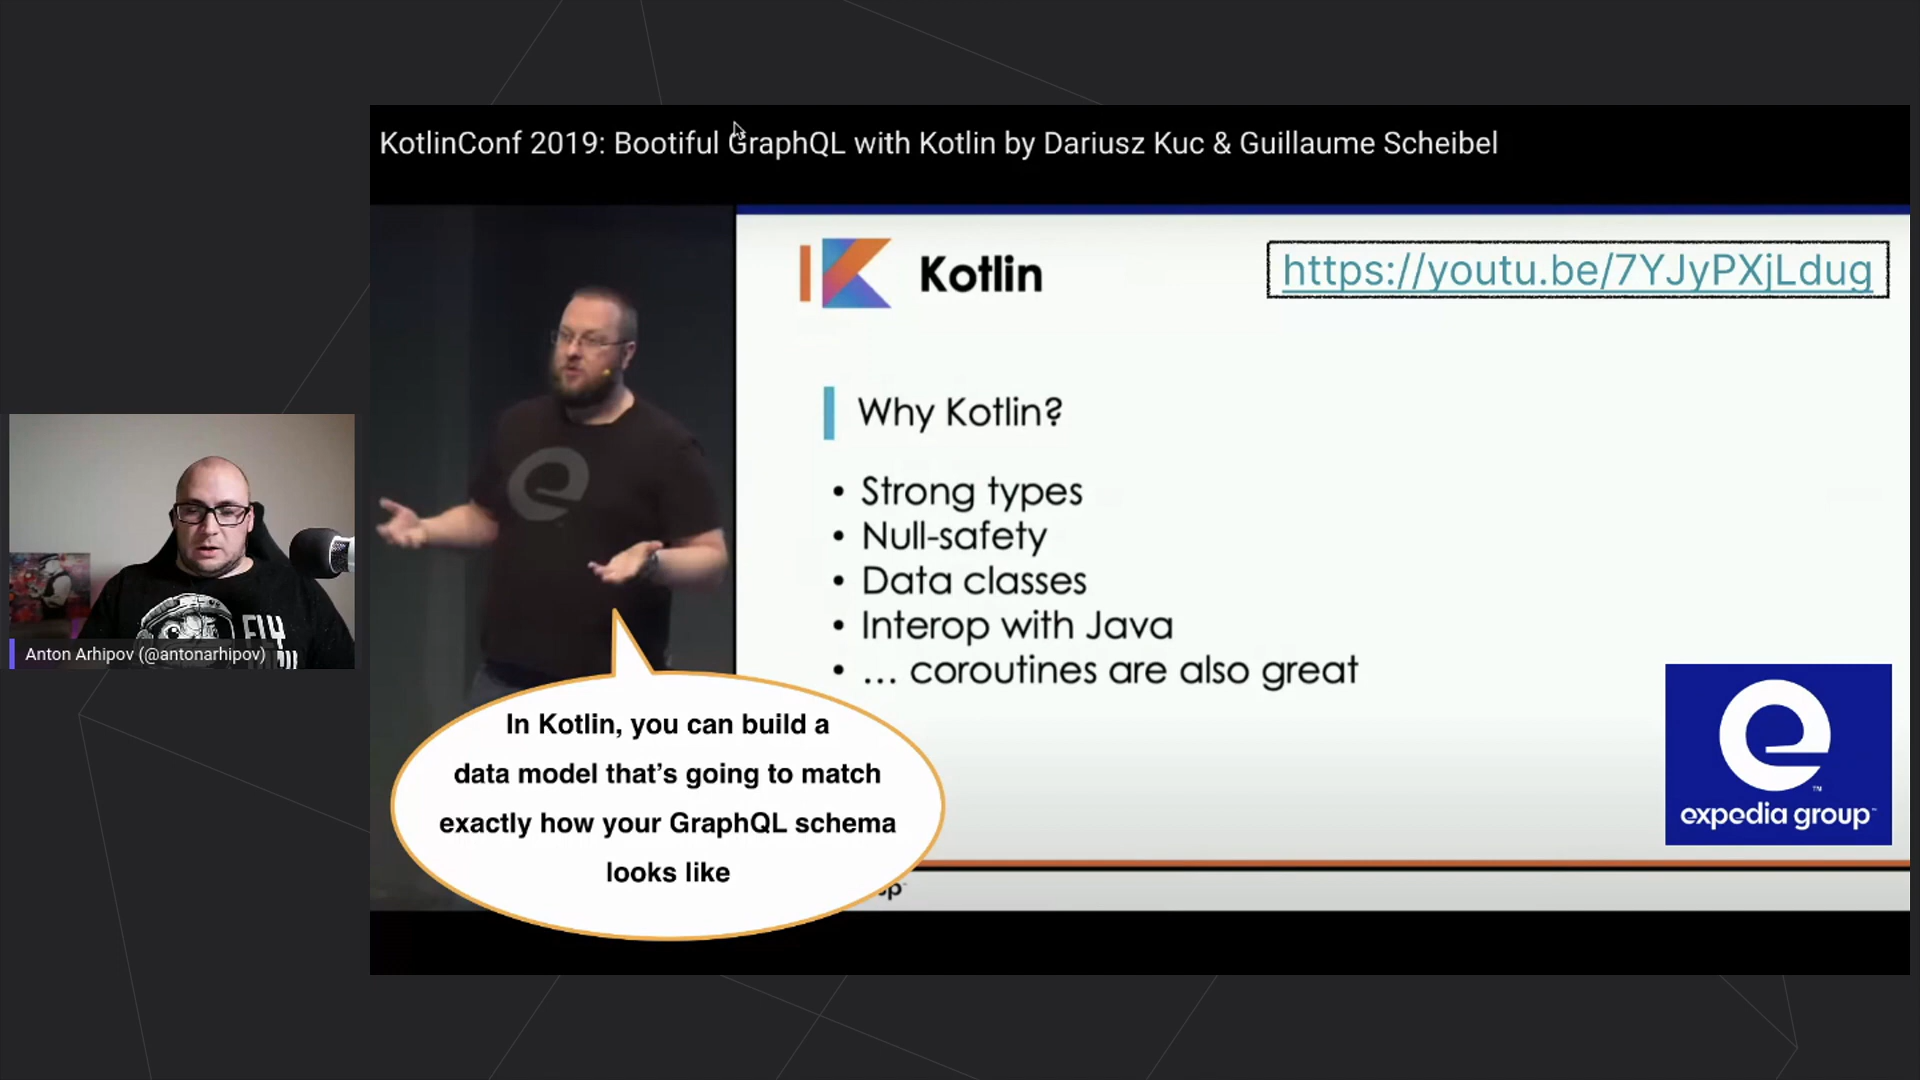 KotlinConf 2019: Bootiful GraphQL with Kotlin by Dariusz Kuc & Guillaume Scheibel
Kotlin
https://youtu.be/7YJyPXjLdug
Why Kotlin?
• Strong types
• Null-safety
• Data classes
• Interop with Java
• ... coroutines are also great
Anton Arhipov (@antonarhipov)
In Kotlin, you can build a
data model that's going to match
exactly how your GraphQL schema
looks like
expedia group™